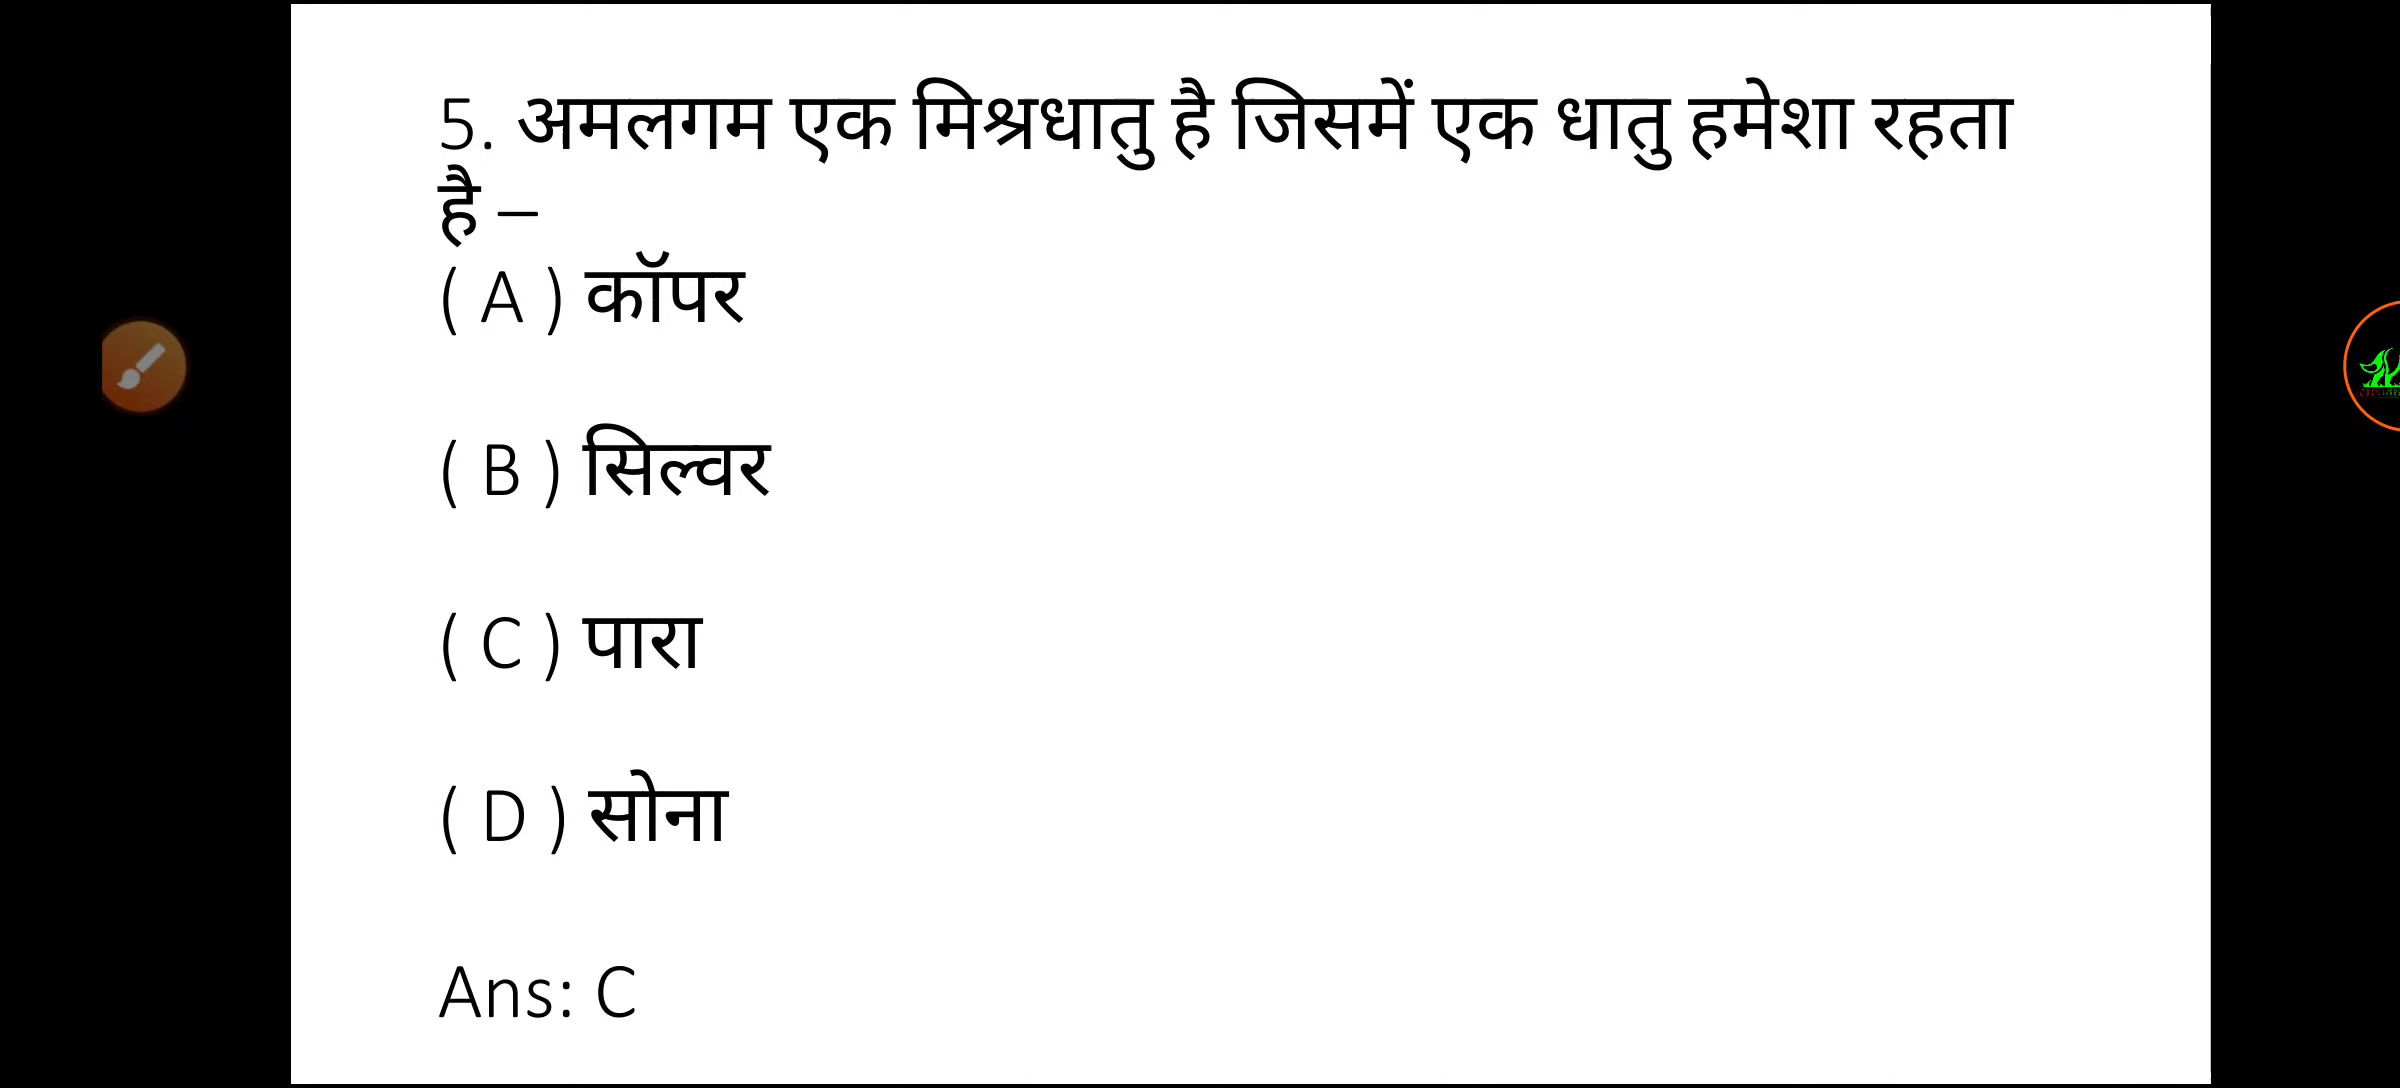 5. अमलगम एक मिश्रधातु है जिसमें एक धातु हमेशा रहता
है –
( A ) कॉपर
( B ) सिल्वर
( C ) पारा
( D ) सोना
Ans: C